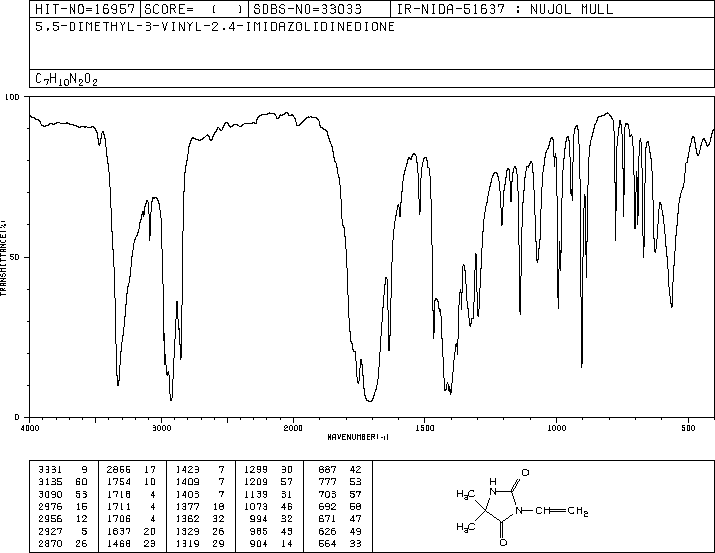 HIT-NO=16957 SCORE= ( ) SDBS-NO=33033 IR-NIDA-51637 : NUJOL MULL
5,5-DIMETHYL-3-VINYL-2,4-IMIDAZOLIDINEDIONE
C7H10N2O2
100
50
0
TRANSMITTANCE(%)
4000 3000 2000 1500 1000 500
WAVENUMBER(-1)
3331 9 2866 17 1423 7 1299 30 887 42
3135 60 1754 10 1409 7 1209 57 777 53
3090 53 1718 4 1403 7 1139 31 703 57
2976 15 1711 4 1377 18 1073 46 692 58
2956 12 1706 4 1362 32 994 32 671 47
2927 5 1637 20 1329 26 985 43 626 49
2870 26 1468 23 1319 29 904 14 564 33
O
H
N
H3C
N—CH=CH2
H3C
O